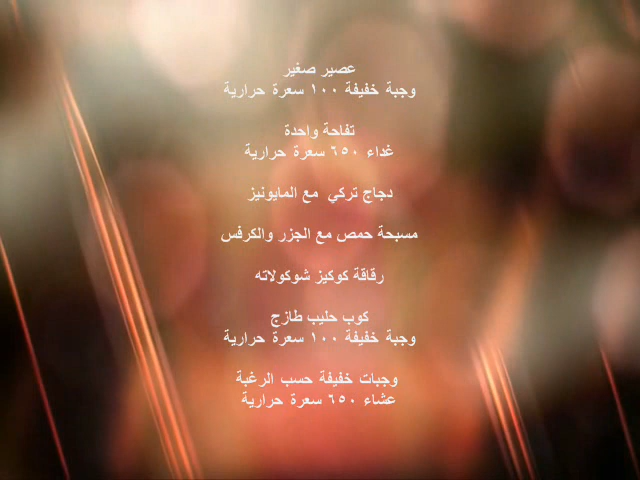 عصير صغير
وجبة خفيفة ١٠٠ سعرة حرارية
تفاحة واحدة
غداء ٦٥٠ سعرة حرارية
دجاج تركي مع المايونيز
مسبحة حمص مع الجزر والكرفس
رقاقة كوكيز شوكولاته
كوب حليب طازج
وجبة خفيفة ١٠٠ سعرة حرارية
وجبات خفيفة حسب الرغبة
عشاء ٦٥٠ سعرة حرارية